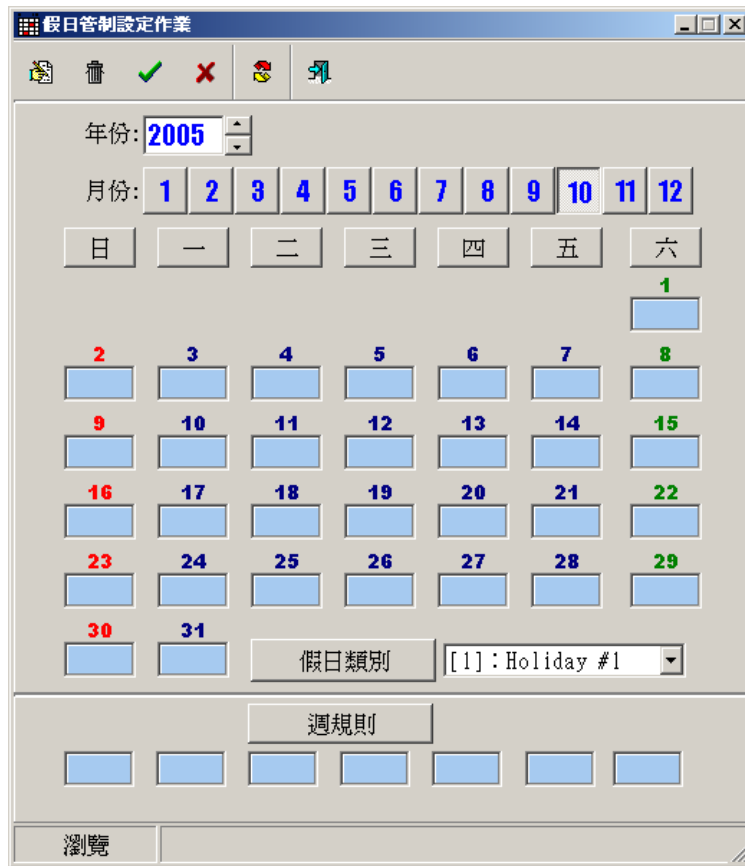 假日管制設定作業
年份: 2005
月份: 1 2 3 4 5 6 7 8 9 10 11 12
日 一 二 三 四 五 六
1
2 3 4 5 6 7 8
9 10 11 12 13 14 15
16 17 18 19 20 21 22
23 24 25 26 27 28 29
30 31
假日類別 [1]：Holiday #1
週規則
瀏覽